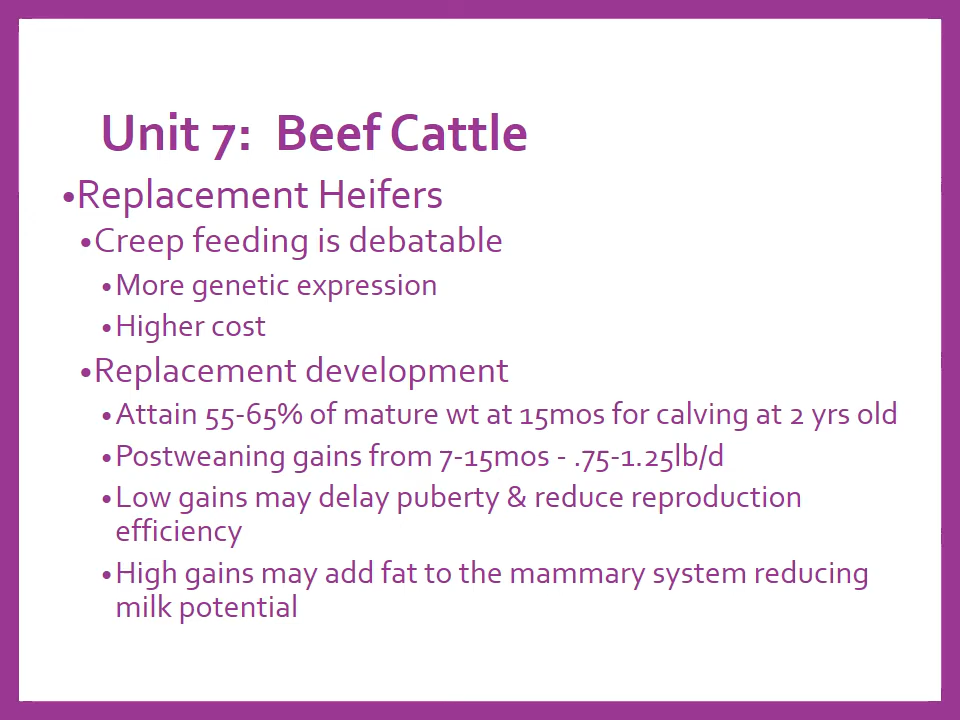 Unit 7:  Beef Cattle
•Replacement Heifers
•Creep feeding is debatable
•More genetic expression
•Higher cost
•Replacement development
•Attain 55-65% of mature wt at 15mos for calving at 2 yrs old
•Postweaning gains from 7-15mos - .75-1.25lb/d
•Low gains may delay puberty & reduce reproduction
efficiency
•High gains may add fat to the mammary system reducing
milk potential